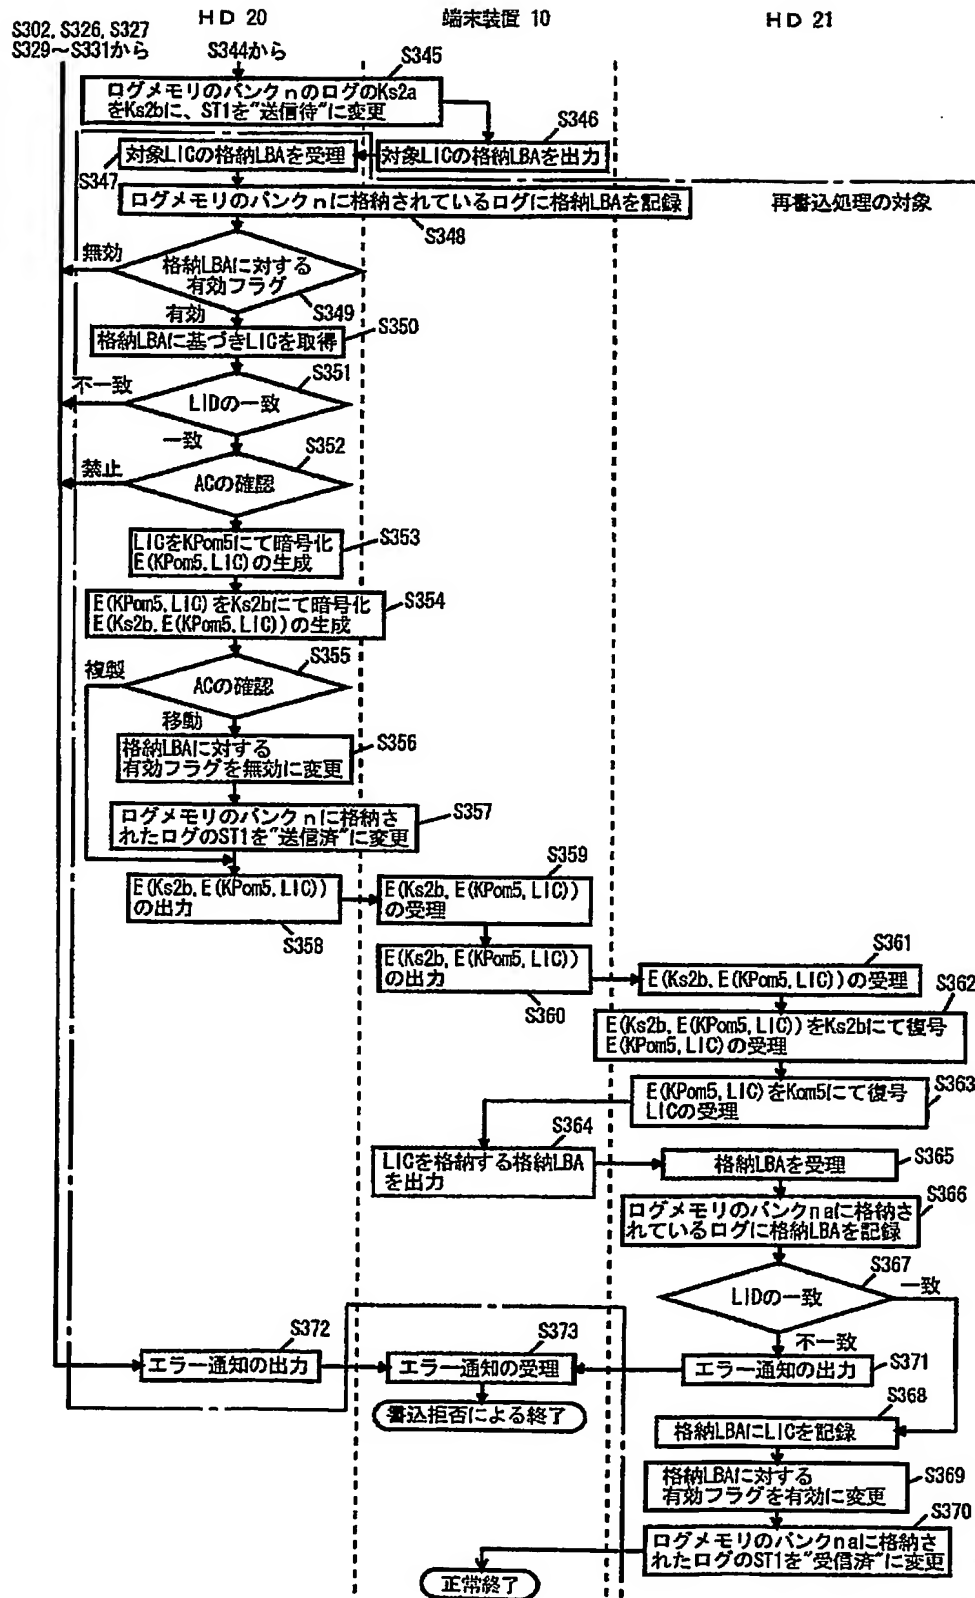 HD 20
端末装置 10
HD 21
S302, S326, S327
S329~S331から
S344から
S345
ログメモリのバンクnのログのKs2a
をKs2bに、ST1を"送信待"に変更
S346
対象LICの格納LBAを出力
対象LICの格納LBAを受理
S347
ログメモリのバンクnに格納されているログに格納LBAを記録
S348
再書込処理の対象
無効
格納LBAに対する
有効フラグ
S349
有効
S350
格納LBAに基づきLICを取得
S351
不一致
LIDの一致
一致
S352
禁止
ACの確認
LICをKPom5にて暗号化
E(KPom5, LIC)の生成
S353
E(KPom5, LIC)をKs2bにて暗号化
E(Ks2b, E(KPom5, LIC))の生成
S354
S355
複製
ACの確認
移動
格納LBAに対する
有効フラグを無効に変更
S356
ログメモリのバンクnに格納さ
れたログのST1を"送信済"に変更
S357
E(Ks2b, E(KPom5, LIC))
の出力
S358
S359
E(Ks2b, E(KPom5, LIC))
の受理
E(Ks2b, E(KPom5, LIC))
の出力
S360
S361
E(Ks2b, E(KPom5, LIC))の受理
S362
E(Ks2b, E(KPom5, LIC))をKs2bにて復号
E(KPom5, LIC)の受理
S363
E(KPom5, LIC)をKom5にて復号
LICの受理
S364
LICを格納する格納LBA
を出力
格納LBAを受理
S365
S366
ログメモリのバンクnaに格納さ
れているログに格納LBAを記録
S367
LIDの一致
一致
不一致
S372
エラー通知の出力
S373
エラー通知の受理
エラー通知の出力
S371
書込拒否による終了
S368
格納LBAにLICを記録
S369
格納LBAに対する
有効フラグを有効に変更
S370
ログメモリのバンクnaに格納さ
れたログのST1を"受信済"に変更
正常終了